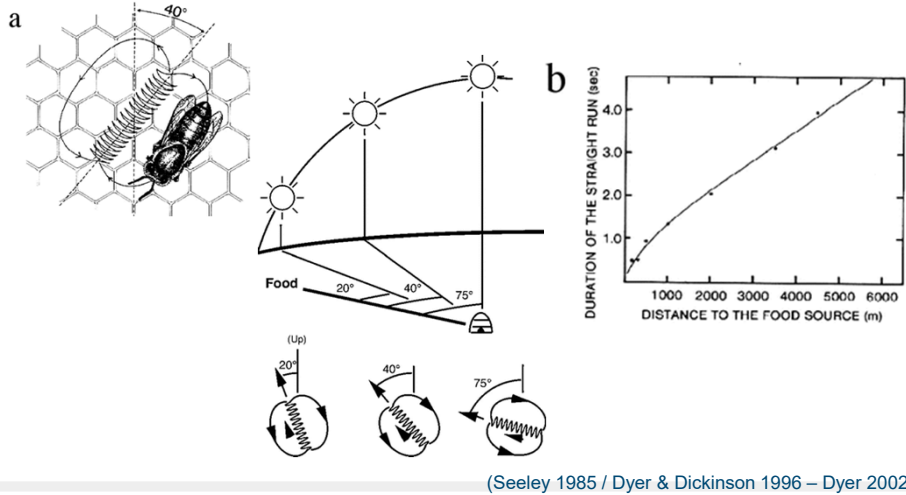 a
40°
b
Food
20°
40°
75°
(Up)
20°
40°
75°
DURATION OF THE STRAIGHT RUN (sec)
4.0
3.0
2.0
1.0
1000 2000 3000 4000 5000 6000
DISTANCE TO THE FOOD SOURCE (m)
(Seeley 1985 / Dyer & Dickinson 1996 – Dyer 2002